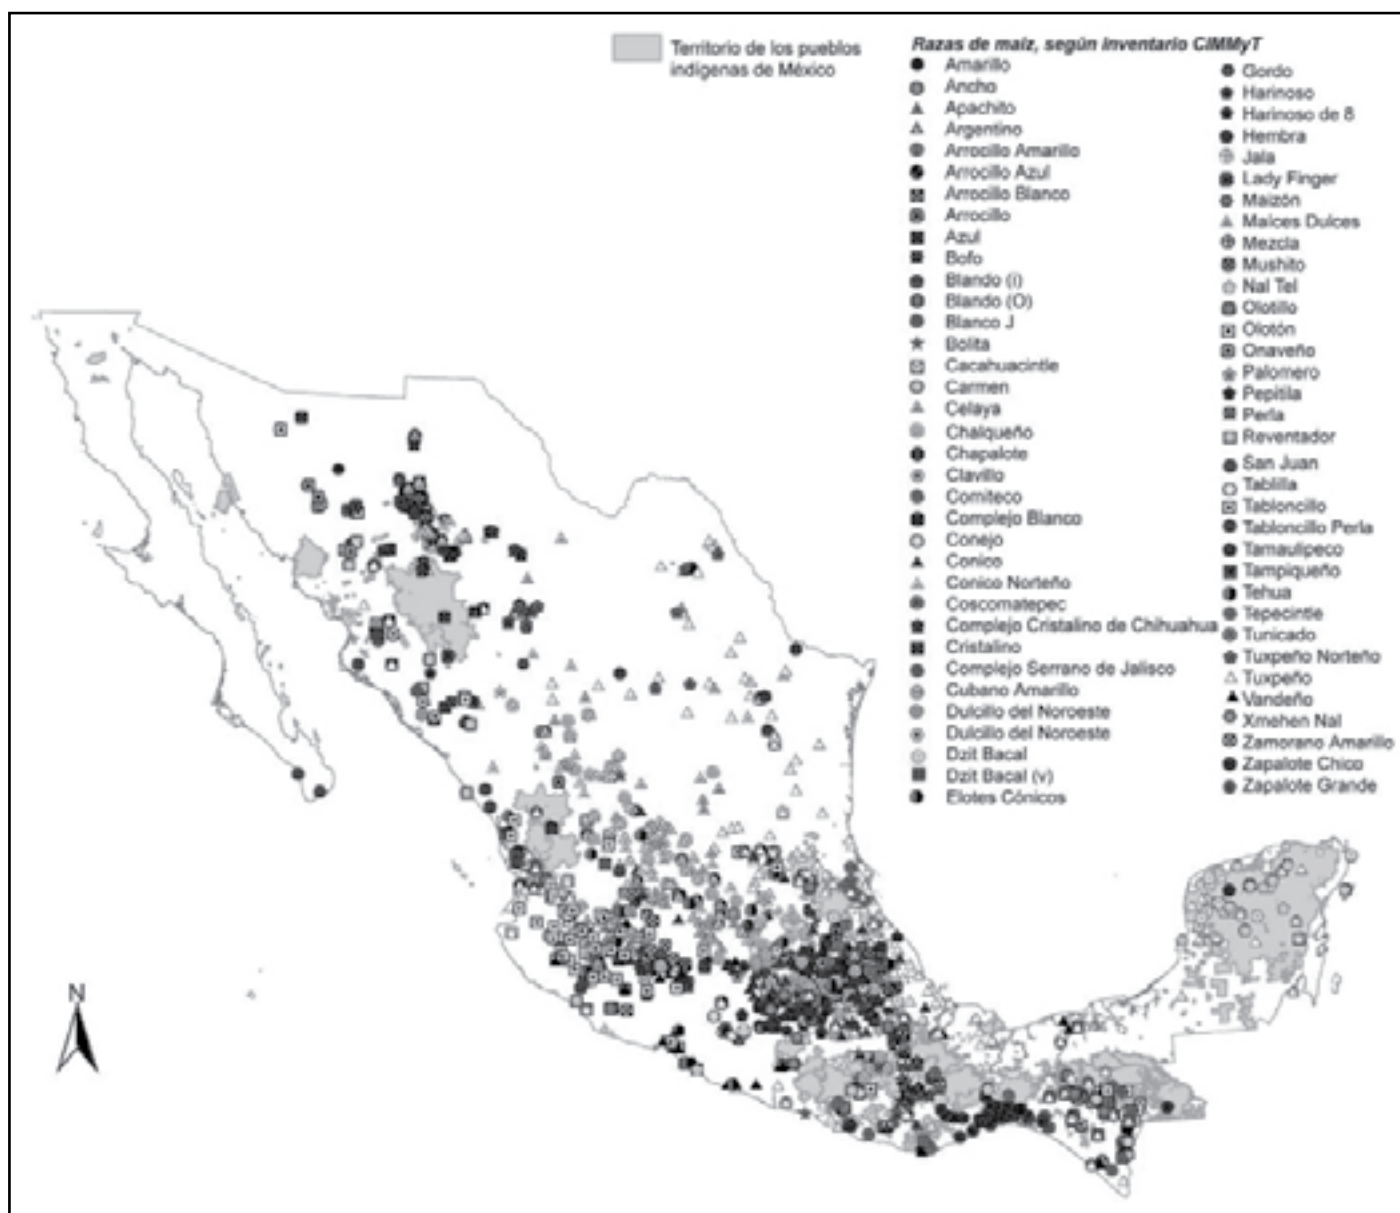 Territorio de los pueblos
indígenas de México
Razas de maíz, según inventario CIMMyT
Amarillo
Ancho
Apachito
Argentino
Arrocillo Amarillo
Arrocillo Azul
Arrocillo Blanco
Arrocillo
Azul
Bofo
Blando (i)
Blando (O)
Blanco J
Bolita
Cacahuacintle
Carmen
Celaya
Chalqueño
Chapalote
Clavillo
Comiteco
Complejo Blanco
Conejo
Conico
Conico Norteño
Coscomatepec
Complejo Cristalino de Chihuahua
Cristalino
Complejo Serrano de Jalisco
Cubano Amarillo
Dulcillo del Noroeste
Dulcillo del Noroeste
Dzit Bacal
Dzit Bacal (v)
Elotes Cónicos
Gordo
Harinoso
Harinoso de 8
Hembra
Jala
Lady Finger
Maizón
Maíces Dulces
Mezcla
Mushito
Nal Tel
Olotillo
Olotón
Onaveño
Palomero
Pepitila
Perla
Reventador
San Juan
Tablilla
Tabloncillo
Tabloncillo Perla
Tamaulipeco
Tampiqueño
Tehua
Tepecintle
Tunicado
Tuxpeño Norteño
Tuxpeño
Vandeño
Xmehen Nal
Zamorano Amarillo
Zapalote Chico
Zapalote Grande
N